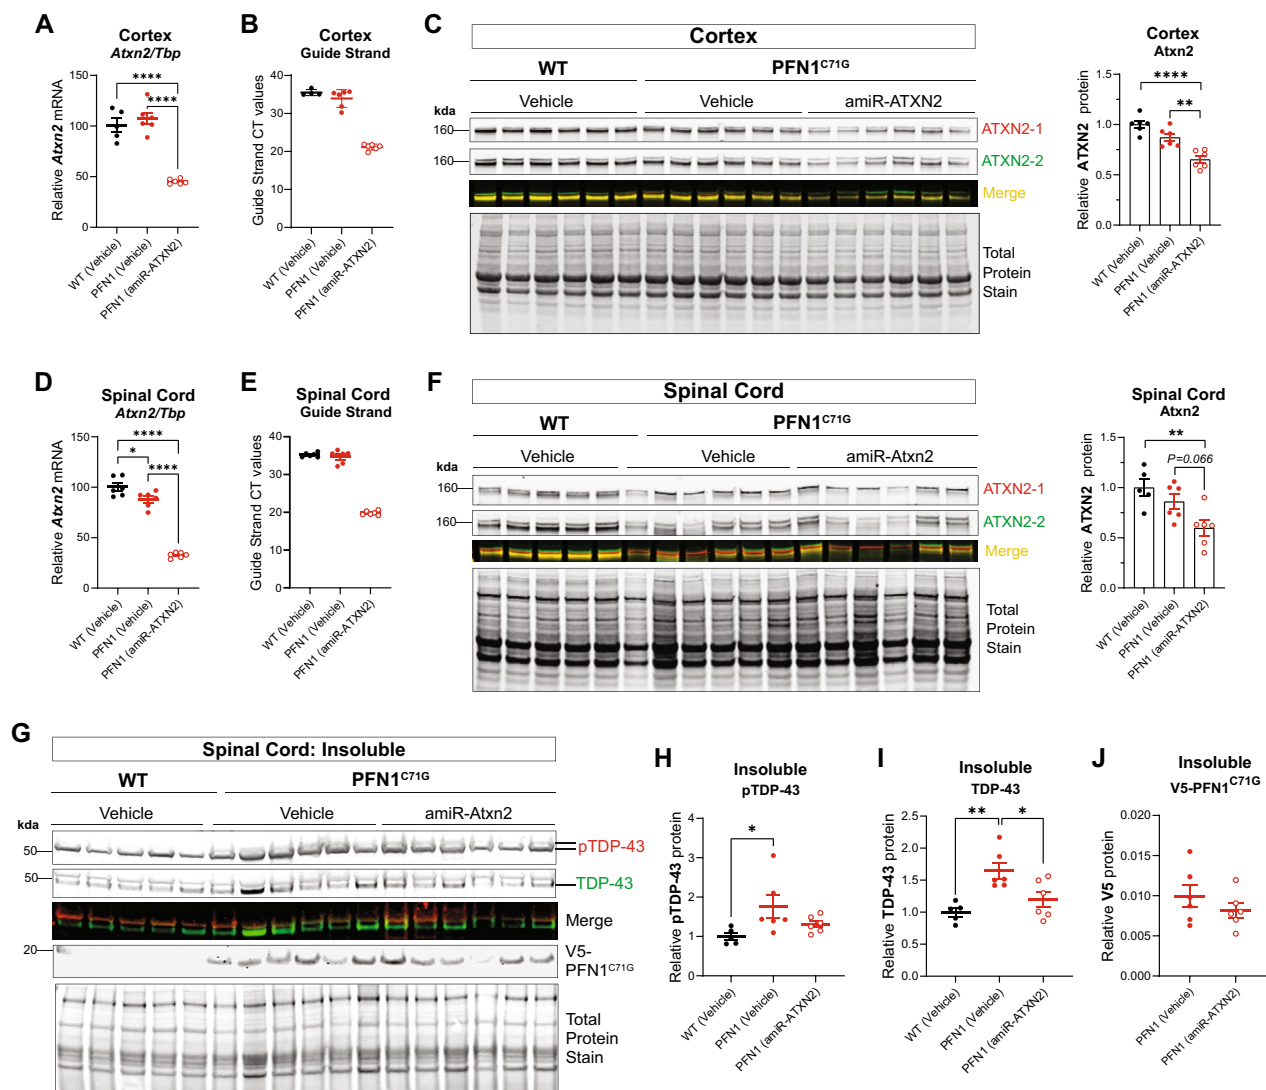 A
Cortex
Atxn2/Tbp
Relative Atxn2 mRNA
150
100
50
0
****
****
WT (Vehicle)
PFN1 (Vehicle)
PFN1 (amiR-ATXN2)
B
Cortex
Guide Strand
Guide Strand CT values
40
30
20
10
0
WT (Vehicle)
PFN1 (Vehicle)
PFN1 (amiR-ATXN2)
C
Cortex
WT
PFN1C71G
Vehicle
Vehicle
amiR-ATXN2
kda
160
ATXN2-1
160
ATXN2-2
Merge
Total
Protein
Stain
Cortex
Atxn2
Relative ATXN2 protein
1.5
1.0
0.5
0.0
****
**
WT (Vehicle)
PFN1 (Vehicle)
PFN1 (amiR-ATXN2)
D
Spinal Cord
Atxn2/Tbp
Relative Atxn2 mRNA
150
100
50
0
****
*
****
WT (Vehicle)
PFN1 (Vehicle)
PFN1 (amiR-ATXN2)
E
Spinal Cord
Guide Strand
Guide Strand CT values
40
30
20
10
0
WT (Vehicle)
PFN1 (Vehicle)
PFN1 (amiR-ATXN2)
F
Spinal Cord
WT
PFN1C71G
Vehicle
Vehicle
amiR-Atxn2
kda
160
ATXN2-1
160
ATXN2-2
Merge
Total
Protein
Stain
Spinal Cord
Atxn2
Relative ATXN2 protein
1.5
1.0
0.5
0.0
**
P=0.066
WT (Vehicle)
PFN1 (Vehicle)
PFN1 (amiR-ATXN2)
G
Spinal Cord: Insoluble
WT
PFN1C71G
Vehicle
Vehicle
amiR-Atxn2
kda
50
pTDP-43
50
TDP-43
Merge
20
V5-
PFN1C71G
Total
Protein
Stain
H
Insoluble
pTDP-43
Relative pTDP-43 protein
4
3
2
1
0
*
WT (Vehicle)
PFN1 (Vehicle)
PFN1 (amiR-ATXN2)
I
Insoluble
TDP-43
Relative TDP-43 protein
2.5
2.0
1.5
1.0
0.5
0.0
**
*
WT (Vehicle)
PFN1 (Vehicle)
PFN1 (amiR-ATXN2)
J
Insoluble
V5-PFN1C71G
Relative V5 protein
0.020
0.015
0.010
0.005
0.000
PFN1 (Vehicle)
PFN1 (amiR-ATXN2)